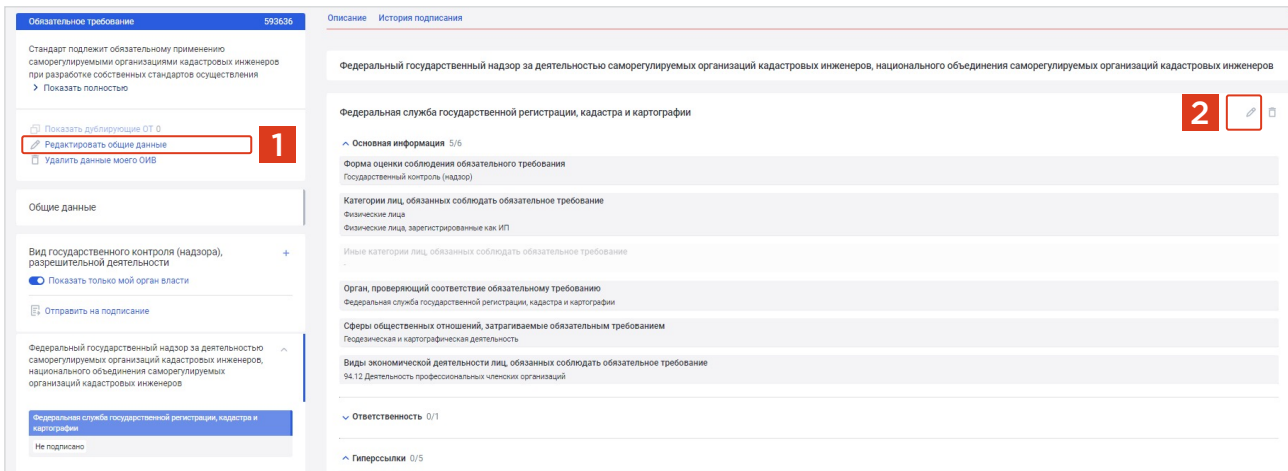 Обязательное требование 593636
Стандарт подлежит обязательному применению
саморегулируемыми организациями кадастровых инженеров
при разработке собственных стандартов осуществления
> Показать полностью
Показать дублирующие ОТ 0
Редактировать общие данные
1
Удалить данные моего ОИВ
Общие данные
Вид государственного контроля (надзора), +
разрешительной деятельности
Показать только мой орган власти
Отправить на подписание
Федеральный государственный надзор за деятельностью
саморегулируемых организаций кадастровых инженеров,
национального объединения саморегулируемых
организаций кадастровых инженеров
Федеральная служба государственной регистрации, кадастра и
картографии
Не подписано
Описание История подписания
Федеральный государственный надзор за деятельностью саморегулируемых организаций кадастровых инженеров, национального объединения саморегулируемых организаций кадастровых инженеров
Федеральная служба государственной регистрации, кадастра и картографии
2
Основная информация 5/6
Форма оценки соблюдения обязательного требования
Государственный контроль (надзор)
Категории лиц, обязанных соблюдать обязательное требование
Физические лица
Физические лица, зарегистрированные как ИП
Иные категории лиц, обязанных соблюдать обязательное требование
-
Орган, проверяющий соответствие обязательному требованию
Федеральная служба государственной регистрации, кадастра и картографии
Сферы общественных отношений, затрагиваемые обязательным требованием
Геодезическая и картографическая деятельность
Виды экономической деятельности лиц, обязанных соблюдать обязательное требование
94.12 Деятельность профессиональных членских организаций
Ответственность 0/1
Гиперссылки 0/5